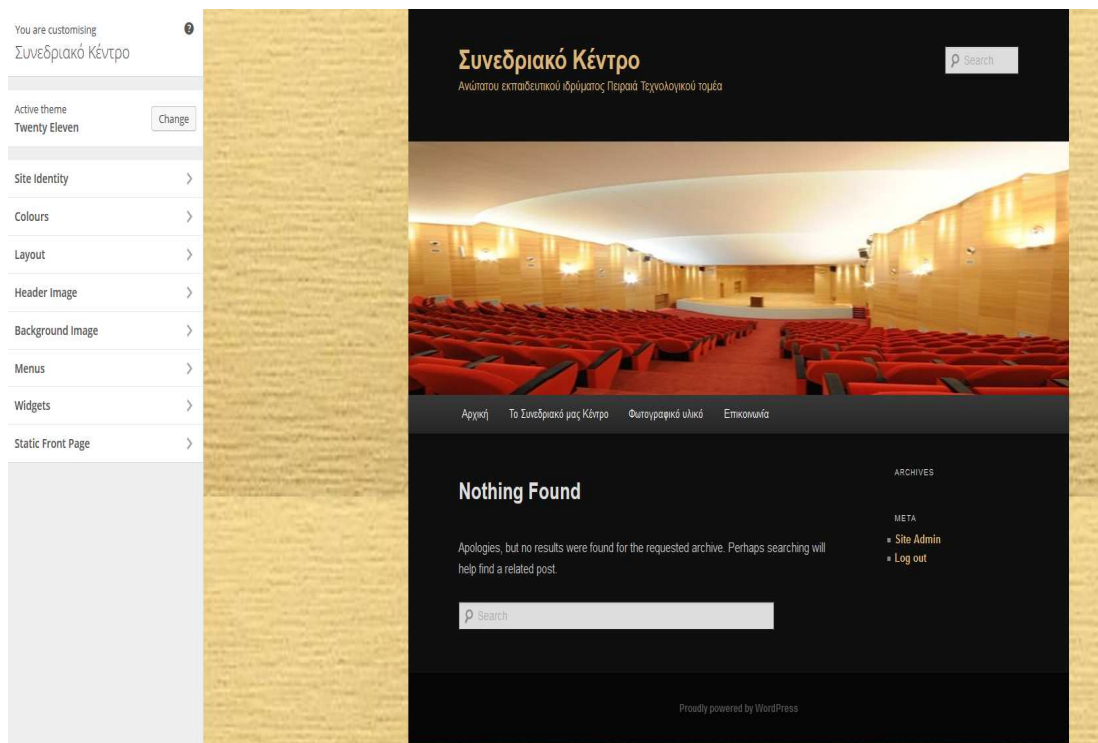 You are customising
Συνεδριακό Κέντρο
Active theme
Twenty Eleven
Change
Site Identity
Colours
Layout
Header Image
Background Image
Menus
Widgets
Static Front Page
Συνεδριακό Κέντρο
Ανώτατου εκπαιδευτικού ιδρύματος Πειραιά Τεχνολογικού τομέα
Search
Αρχική Το Συνεδριακό μας Κέντρο Φωτογραφικό υλικό Επικοινωνία
Nothing Found
Apologies, but no results were found for the requested archive. Perhaps searching will
help find a related post.
Search
ARCHIVES
META
Site Admin
Log out
Proudly powered by WordPress